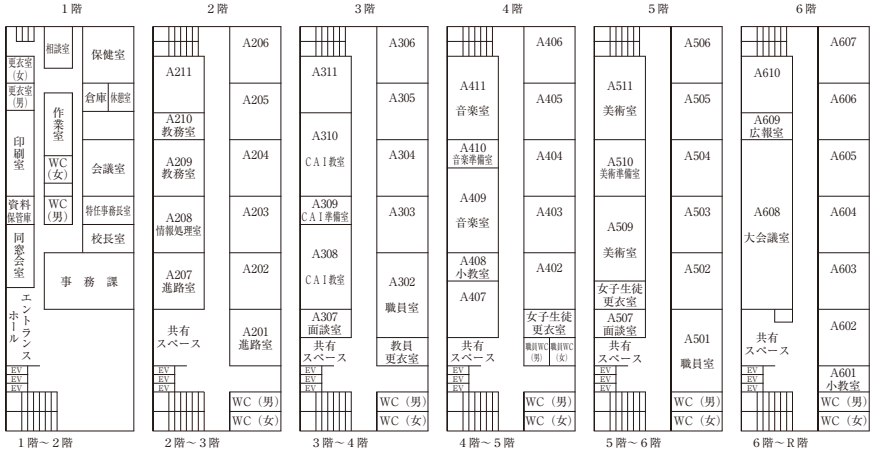 1階
相談室
保健室
更衣室
（女）
更衣室
（男）
倉庫
休憩室
作業室
印刷室
WC
（女）
会議室
資料
保管庫
WC
（男）
特任事務長室
校長室
同窓会室
事務課
エントランス
ホール
EV
EV
EV
1階～2階
2階
A206
A211
A205
A210
教務室
A209
教務室
A204
A208
情報処理室
A203
A207
進路室
A202
共有
スペース
A201
進路室
EV
EV
EV
WC（男）
WC（女）
2階～3階
3階
A306
A311
A305
A310
CAI教室
A304
A309
CAI準備室
A303
A308
CAI教室
A302
職員室
A307
面談室
共有
スペース
教員
更衣室
EV
EV
EV
WC（男）
WC（女）
3階～4階
4階
A406
A411
音楽室
A405
A410
音楽準備室
A404
A409
音楽室
A403
A408
小教室
A402
A407
女子生徒
更衣室
共有
スペース
職員WC
（男）
職員WC
（女）
EV
EV
EV
WC（男）
WC（女）
4階～5階
5階
A506
A511
美術室
A505
A510
美術準備室
A504
A509
美術室
A503
A502
女子生徒
更衣室
A507
面談室
A501
職員室
共有
スペース
EV
EV
EV
WC（男）
WC（女）
5階～6階
6階
A607
A610
A606
A609
広報室
A605
A608
大会議室
A604
A603
A602
共有
スペース
A601
小教室
EV
EV
EV
WC（男）
WC（女）
6階～R階